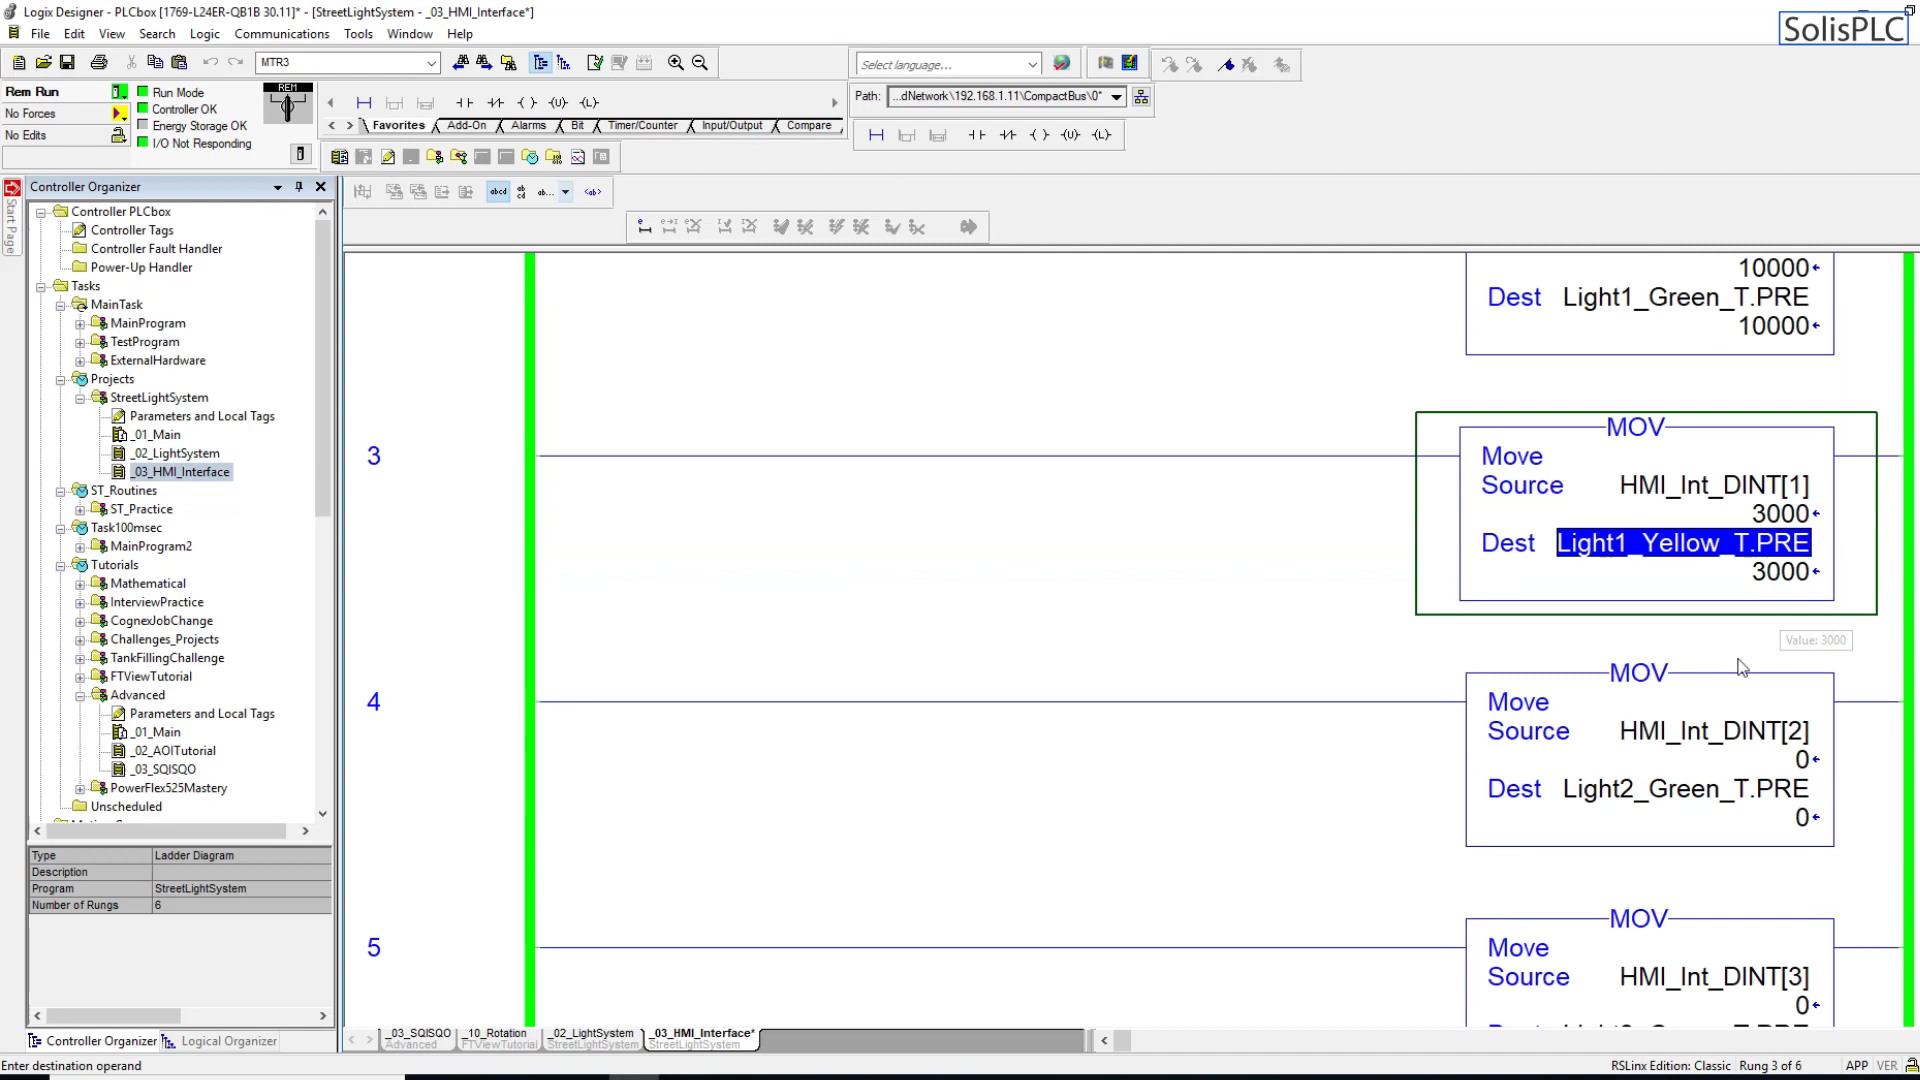 Logix Designer - PLCbox [1769-L24ER-QB1B 30.11]* - [StreetLightSystem - _03_HMI_Interface*]
SolisPLC
File Edit View Search Logic Communications Tools Window Help
MTR3
Select language...
Rem Run
No Forces
No Edits
Run Mode
Controller OK
Energy Storage OK
I/O Not Responding
REM
Path: ...dNetwork\192.168.1.11\CompactBus\0*
Favorites Add-On Alarms Bit Timer/Counter Input/Output Compare
Start Page
Controller Organizer
Controller PLCbox
Controller Tags
Controller Fault Handler
Power-Up Handler
Tasks
MainTask
MainProgram
TestProgram
ExternalHardware
Projects
StreetLightSystem
Parameters and Local Tags
_01_Main
_02_LightSystem
_03_HMI_Interface
ST_Routines
ST_Practice
Task100msec
MainProgram2
Tutorials
Mathematical
InterviewPractice
CognexJobChange
Challenges_Projects
TankFillingChallenge
FTViewTutorial
Advanced
Parameters and Local Tags
_01_Main
_02_AOITutorial
_03_SQISQO
PowerFlex525Mastery
Unscheduled
Type Ladder Diagram
Description
Program StreetLightSystem
Number of Rungs 6
Controller Organizer Logical Organizer
10000
Dest Light1_Green_T.PRE
10000
3
MOV
Move
Source HMI_Int_DINT[1]
3000
Dest Light1_Yellow_T.PRE
3000
Value: 3000
4
MOV
Move
Source HMI_Int_DINT[2]
0
Dest Light2_Green_T.PRE
0
5
MOV
Move
Source HMI_Int_DINT[3]
0
_03_SQISQO
Advanced
_10_Rotation
FTViewTutorial
_02_LightSystem
StreetLightSystem
_03_HMI_Interface*
StreetLightSystem
Enter destination operand
RSLinx Edition: Classic Rung 3 of 6 APP VER